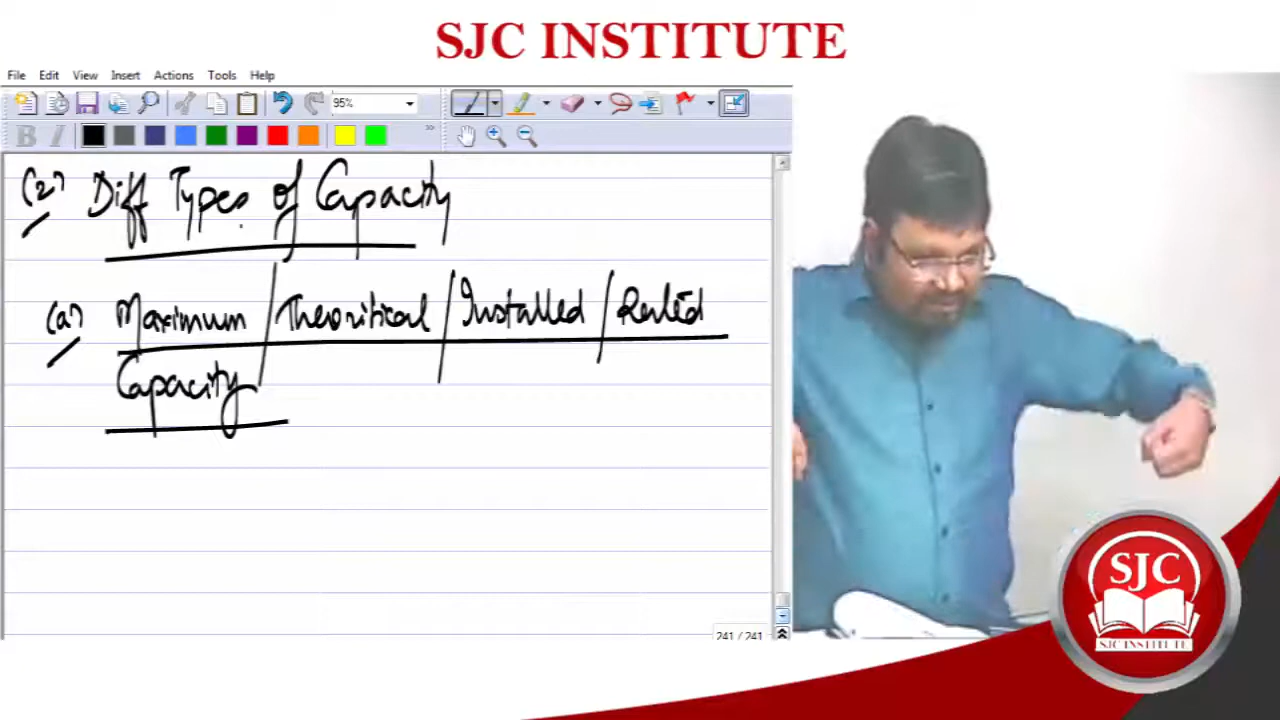 SJC INSTITUTE
File Edit View Insert Actions Tools Help
95%
B I
(2) Diff Types of Capacity
(a) Maximum / Theoritical / Installed / Rated
Capacity
241 / 241
SJC
SJC INSTITUTE